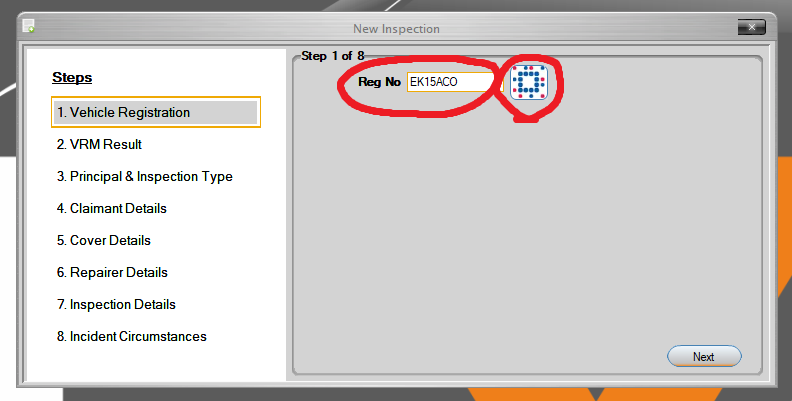 New Inspection
Steps
1. Vehicle Registration
2. VRM Result
3. Principal & Inspection Type
4. Claimant Details
5. Cover Details
6. Repairer Details
7. Inspection Details
8. Incident Circumstances
Step 1 of 8
Reg No EK15ACO
Next